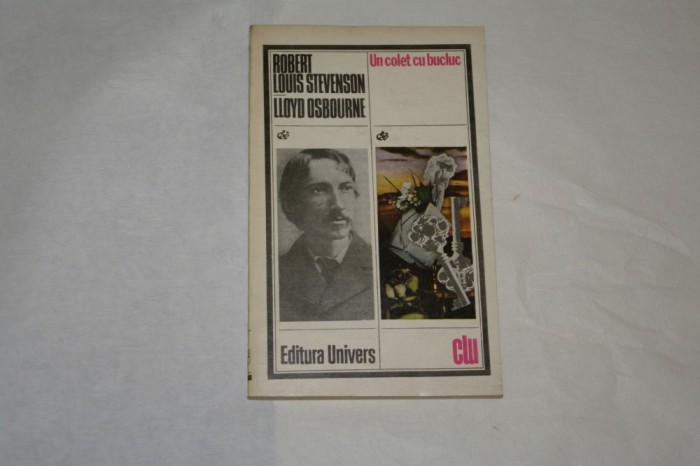 ROBERT
LOUIS STEVENSON
LLOYD OSBOURNE
Un colet cu bucluc
Editura Univers
clu